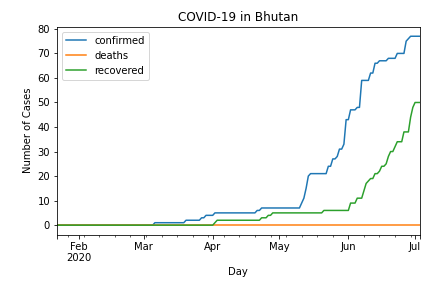 COVID-19 in Bhutan
confirmed
deaths
recovered
80
70
60
50
40
30
20
10
0
Number of Cases
Feb Mar Apr May Jun Jul
2020
Day